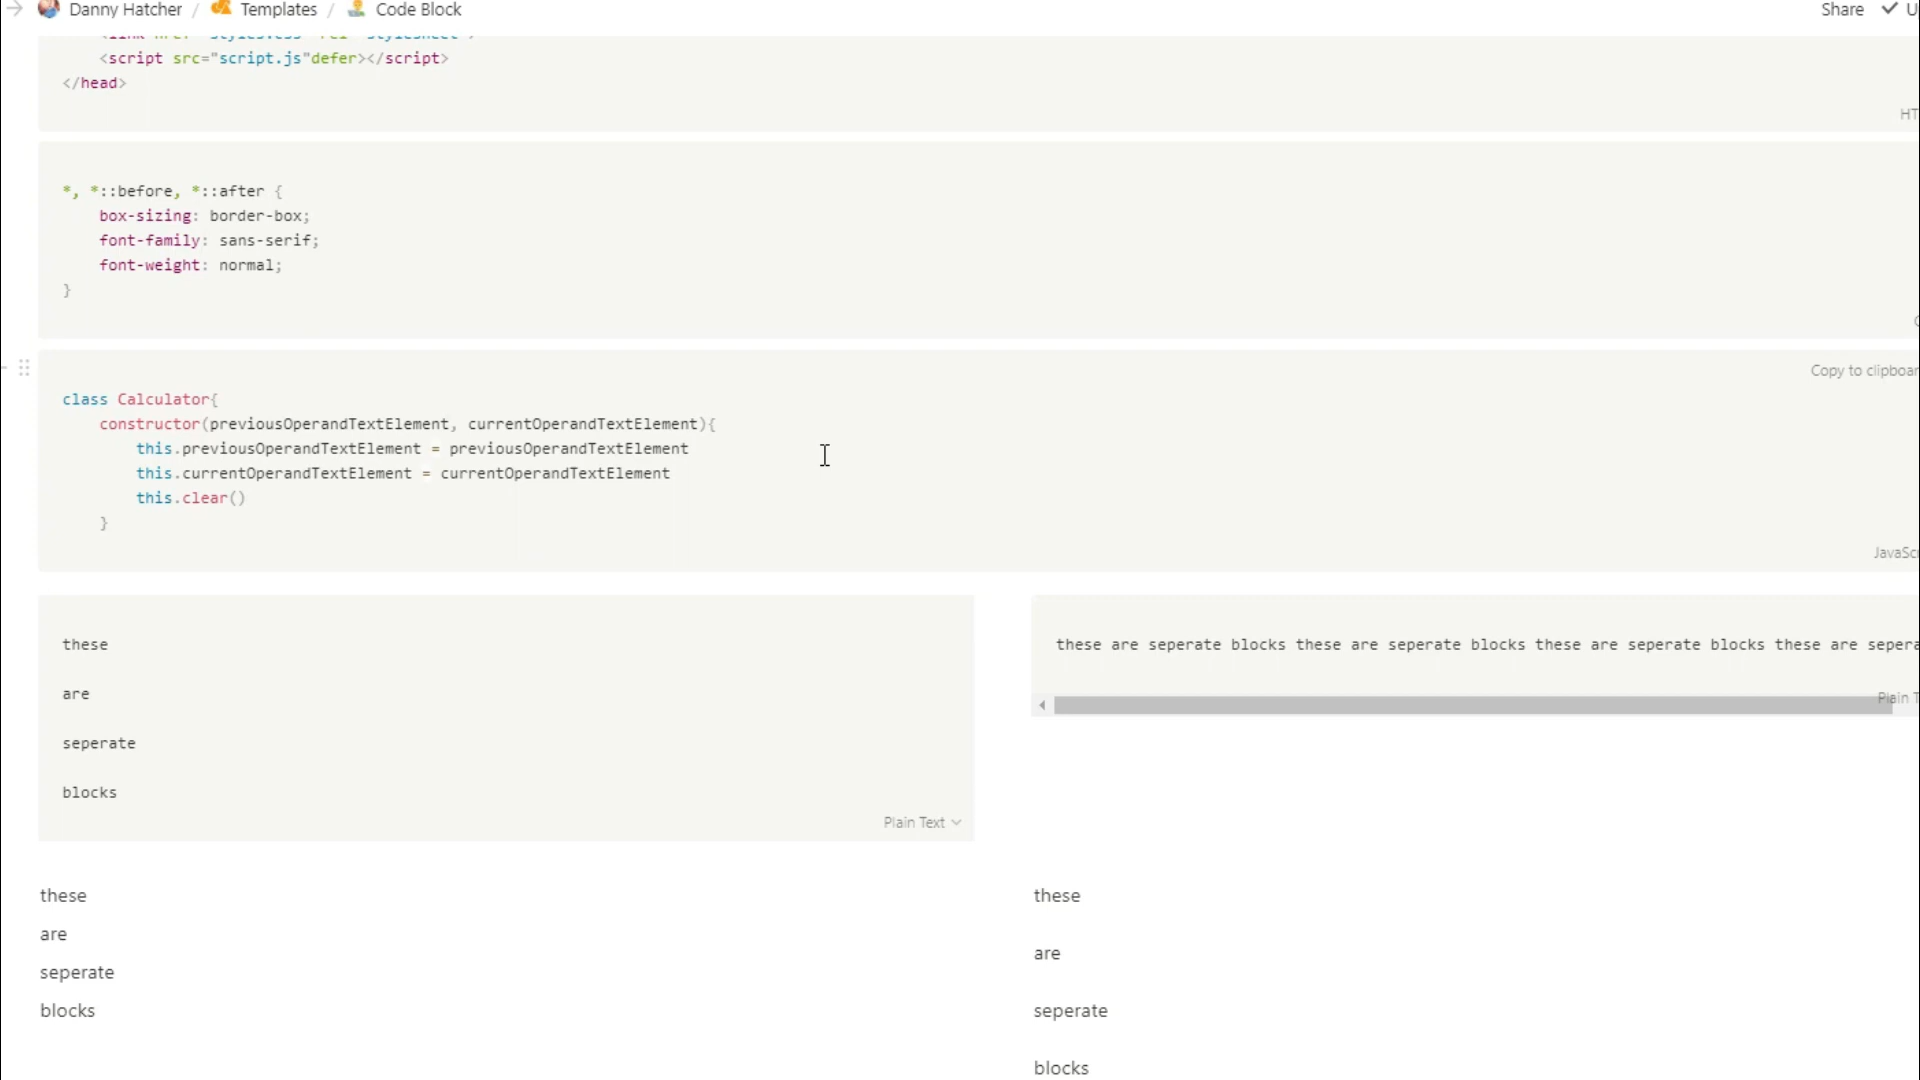 Danny Hatcher / Templates / Code Block
Share
<script src="script.js"defer></script>
</head>
*, *::before, *::after {
    box-sizing: border-box;
    font-family: sans-serif;
    font-weight: normal;
}
Copy to clipboar
class Calculator{
    constructor(previousOperandTextElement, currentOperandTextElement){
        this.previousOperandTextElement = previousOperandTextElement
        this.currentOperandTextElement = currentOperandTextElement
        this.clear()
    }
JavaScr
these
are
seperate
blocks
Plain Text
these are seperate blocks these are seperate blocks these are seperate blocks these are sepera
Plain T
these
are
seperate
blocks
these
are
seperate
blocks